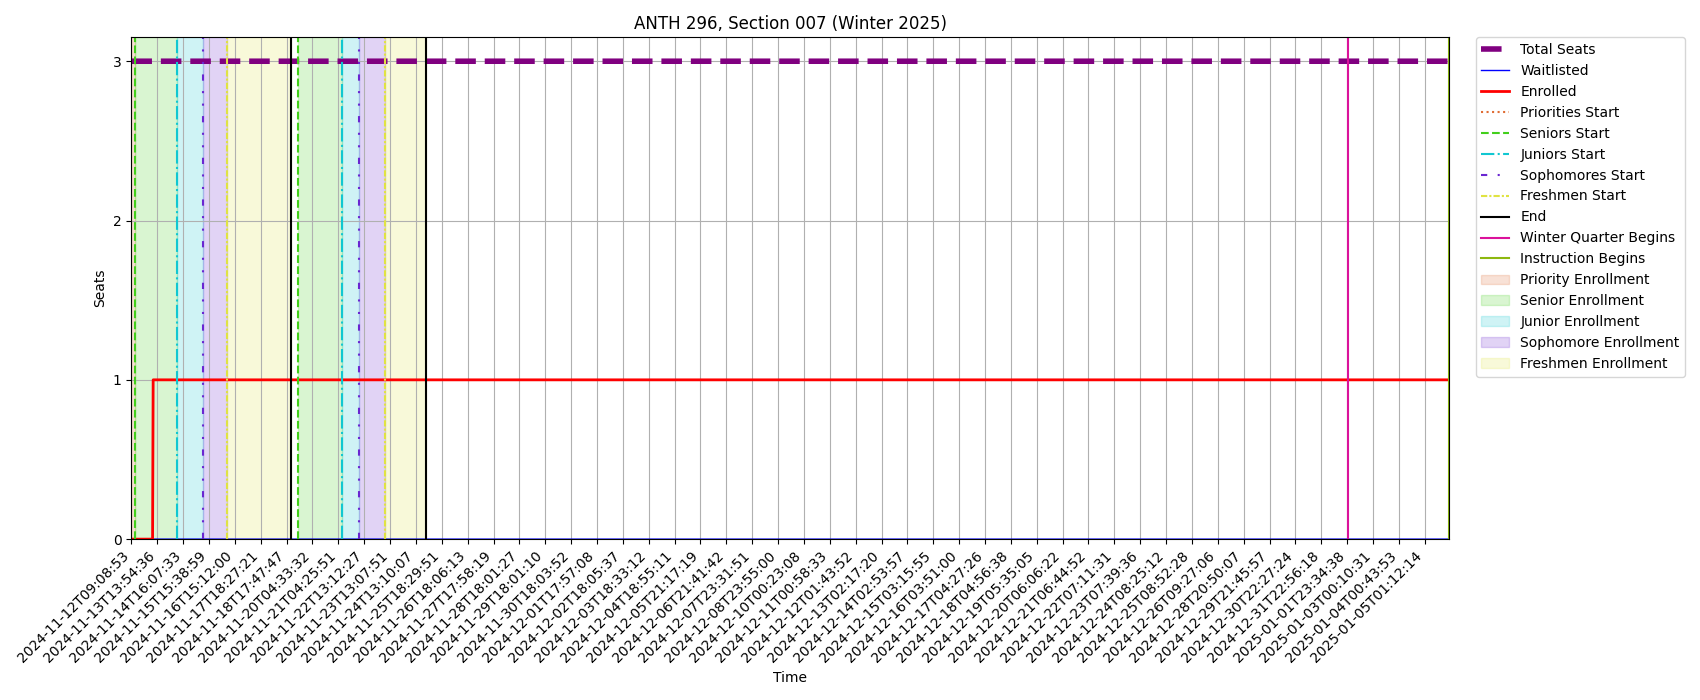 ANTH 296, Section 007 (Winter 2025)
3
2
1
0
Seats
2024-11-12T09:08:53
2024-11-13T13:54:36
2024-11-14T16:07:33
2024-11-15T15:38:59
2024-11-16T15:12:00
2024-11-17T18:27:21
2024-11-18T17:47:47
2024-11-20T04:33:32
2024-11-21T04:25:51
2024-11-22T13:12:27
2024-11-23T13:07:51
2024-11-24T13:10:07
2024-11-25T18:29:51
2024-11-26T18:06:13
2024-11-27T17:58:19
2024-11-28T18:01:27
2024-11-29T18:01:10
2024-11-30T18:03:52
2024-12-01T17:57:08
2024-12-02T18:05:37
2024-12-03T18:33:12
2024-12-04T18:55:11
2024-12-05T21:17:19
2024-12-06T21:41:42
2024-12-07T23:31:51
2024-12-08T23:55:00
2024-12-10T00:23:08
2024-12-11T00:58:33
2024-12-12T01:43:52
2024-12-13T02:17:20
2024-12-14T02:53:57
2024-12-15T03:15:55
2024-12-16T03:51:00
2024-12-17T04:27:26
2024-12-18T04:56:38
2024-12-19T05:35:05
2024-12-20T06:06:22
2024-12-21T06:44:52
2024-12-22T07:11:31
2024-12-23T07:39:36
2024-12-24T08:25:12
2024-12-25T08:52:28
2024-12-26T09:27:06
2024-12-28T20:50:07
2024-12-29T21:45:57
2024-12-30T22:27:24
2024-12-31T22:56:18
2025-01-01T23:34:38
2025-01-03T00:10:31
2025-01-04T00:43:53
2025-01-05T01:12:14
Time
Total Seats
Waitlisted
Enrolled
Priorities Start
Seniors Start
Juniors Start
Sophomores Start
Freshmen Start
End
Winter Quarter Begins
Instruction Begins
Priority Enrollment
Senior Enrollment
Junior Enrollment
Sophomore Enrollment
Freshmen Enrollment